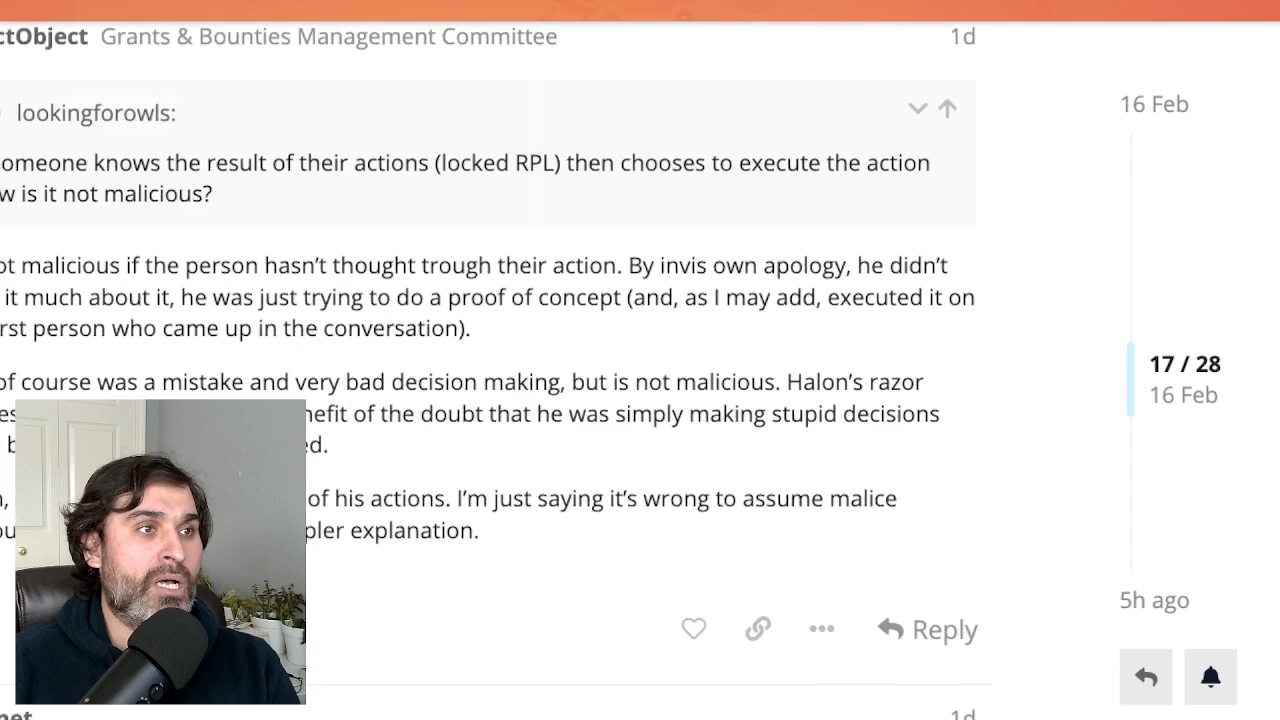 ctObject Grants & Bounties Management Committee 1d
16 Feb
lookingforowls:
omeone knows the result of their actions (locked RPL) then chooses to execute the action
w is it not malicious?
ot malicious if the person hasn't thought trough their action. By invis own apology, he didn't
it much about it, he was just trying to do a proof of concept (and, as I may add, executed it on
rst person who came up in the conversation).
17 / 28
16 Feb
of course was a mistake and very bad decision making, but is not malicious. Halon's razor
es nefit of the doubt that he was simply making stupid decisions
b ed.
, of his actions. I'm just saying it's wrong to assume malice
ou pler explanation.
5h ago
Reply
net 1d